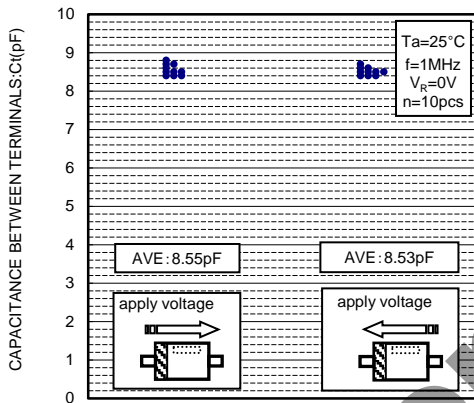 CAPACITANCE BETWEEN TERMINALS:Ct(pF)
10
9
8
7
6
5
4
3
2
1
0
Ta=25°C
f=1MHz
VR=0V
n=10pcs
AVE:8.55pF
AVE:8.53pF
apply voltage
apply voltage